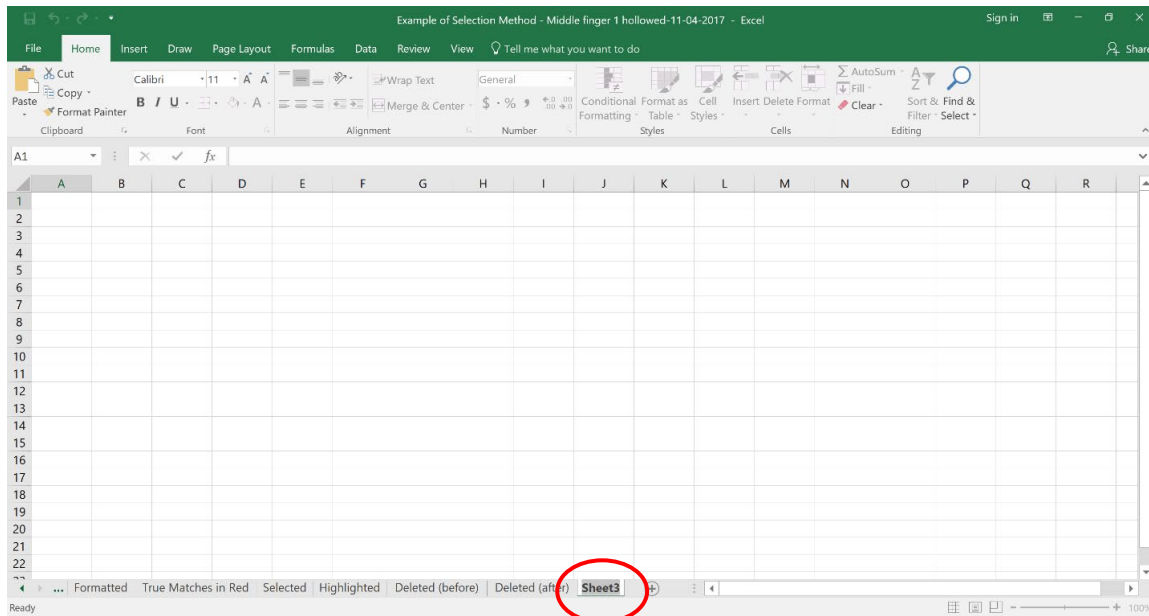 Example of Selection Method - Middle finger 1 hollowed-11-04-2017 - Excel
Sign in
File Home Insert Draw Page Layout Formulas Data Review View Tell me what you want to do Share
Cut
Copy
Format Painter
Paste
Calibri 11 A A
B I U A
Wrap Text
Merge & Center
General
$ % , .00 .00
Conditional Formatting
Format as Table
Cell Styles
Insert Delete Format
AutoSum
Fill
Clear
Sort & Filter
Find & Select
Clipboard Font Alignment Number Styles Cells Editing
A1 fx
A B C D E F G H I J K L M N O P Q R
1
2
3
4
5
6
7
8
9
10
11
12
13
14
15
16
17
18
19
20
21
22
... Formatted True Matches in Red Selected Highlighted Deleted (before) Deleted (after) Sheet3
Ready 100%